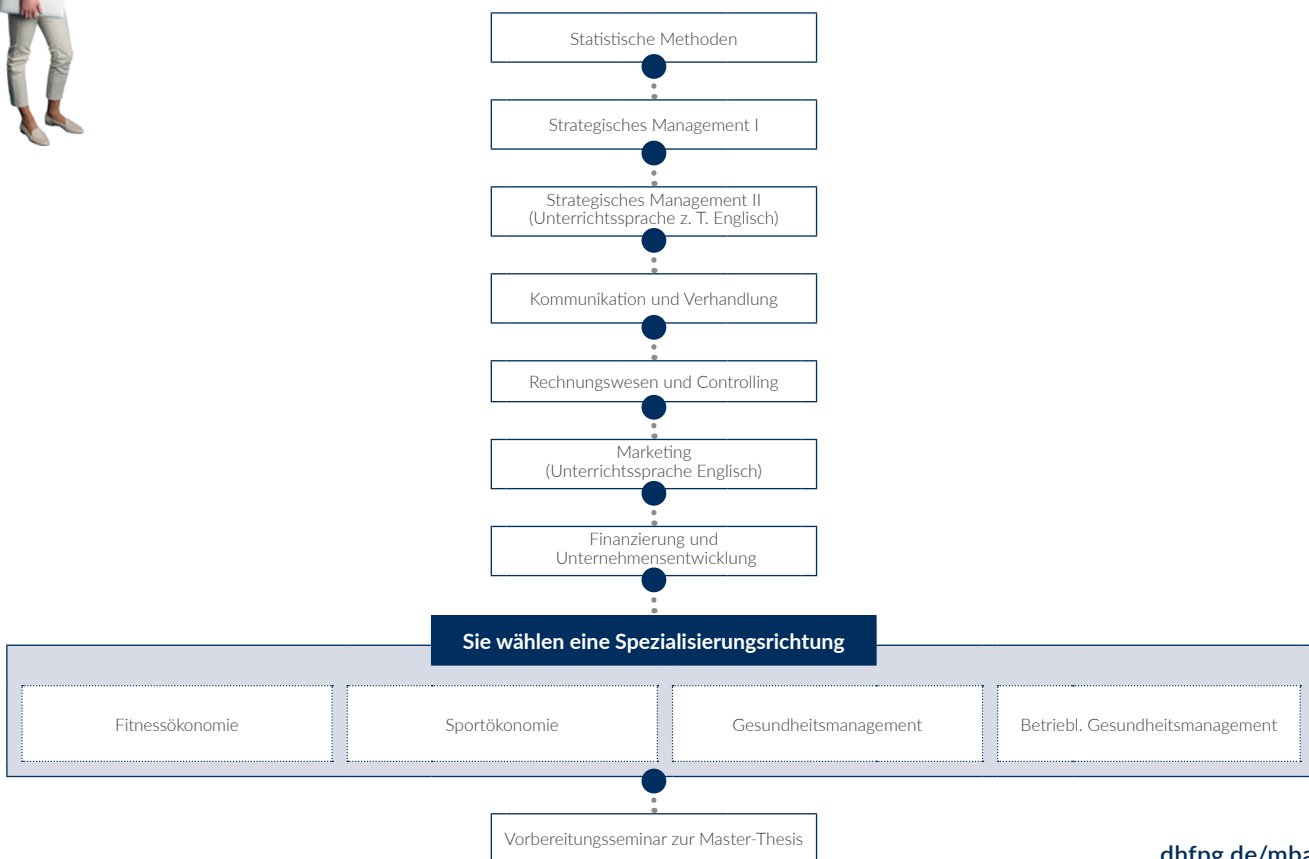 Statistische Methoden
Strategisches Management I
Strategisches Management II
(Unterrichtssprache z. T. Englisch)
Kommunikation und Verhandlung
Rechnungswesen und Controlling
Marketing
(Unterrichtssprache Englisch)
Finanzierung und
Unternehmensentwicklung
Sie wählen eine Spezialisierungsrichtung
Fitnessökonomie
Sportökonomie
Gesundheitsmanagement
Betriebl. Gesundheitsmanagement
Vorbereitungsseminar zur Master-Thesis
dhfpg.de/mba